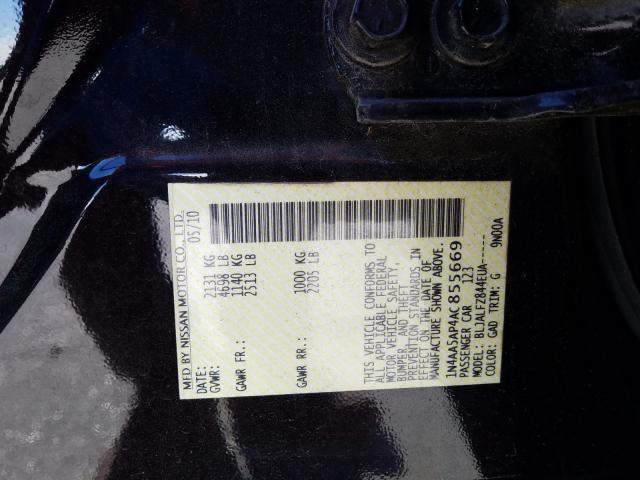 MFD BY NISSAN MOTOR CO., LTD.
DATE: 05/10
GVWR: 2131 KG
4698 LB
GAWR FR.: 1140 KG
2513 LB
GAWR RR.: 1000 KG
2205 LB
THIS VEHICLE CONFORMS TO
ALL APPLICABLE FEDERAL
MOTOR VEHICLE SAFETY,
BUMPER, AND THEFT
PREVENTION STANDARDS IN
EFFECT ON THE DATE OF
MANUFACTURE SHOWN ABOVE.
1N4AA5AP4AC855669
PASSENGER CAR 123
MODEL: BLJALFZ844EUA-----
COLOR: GAD TRIM: G 9N00A